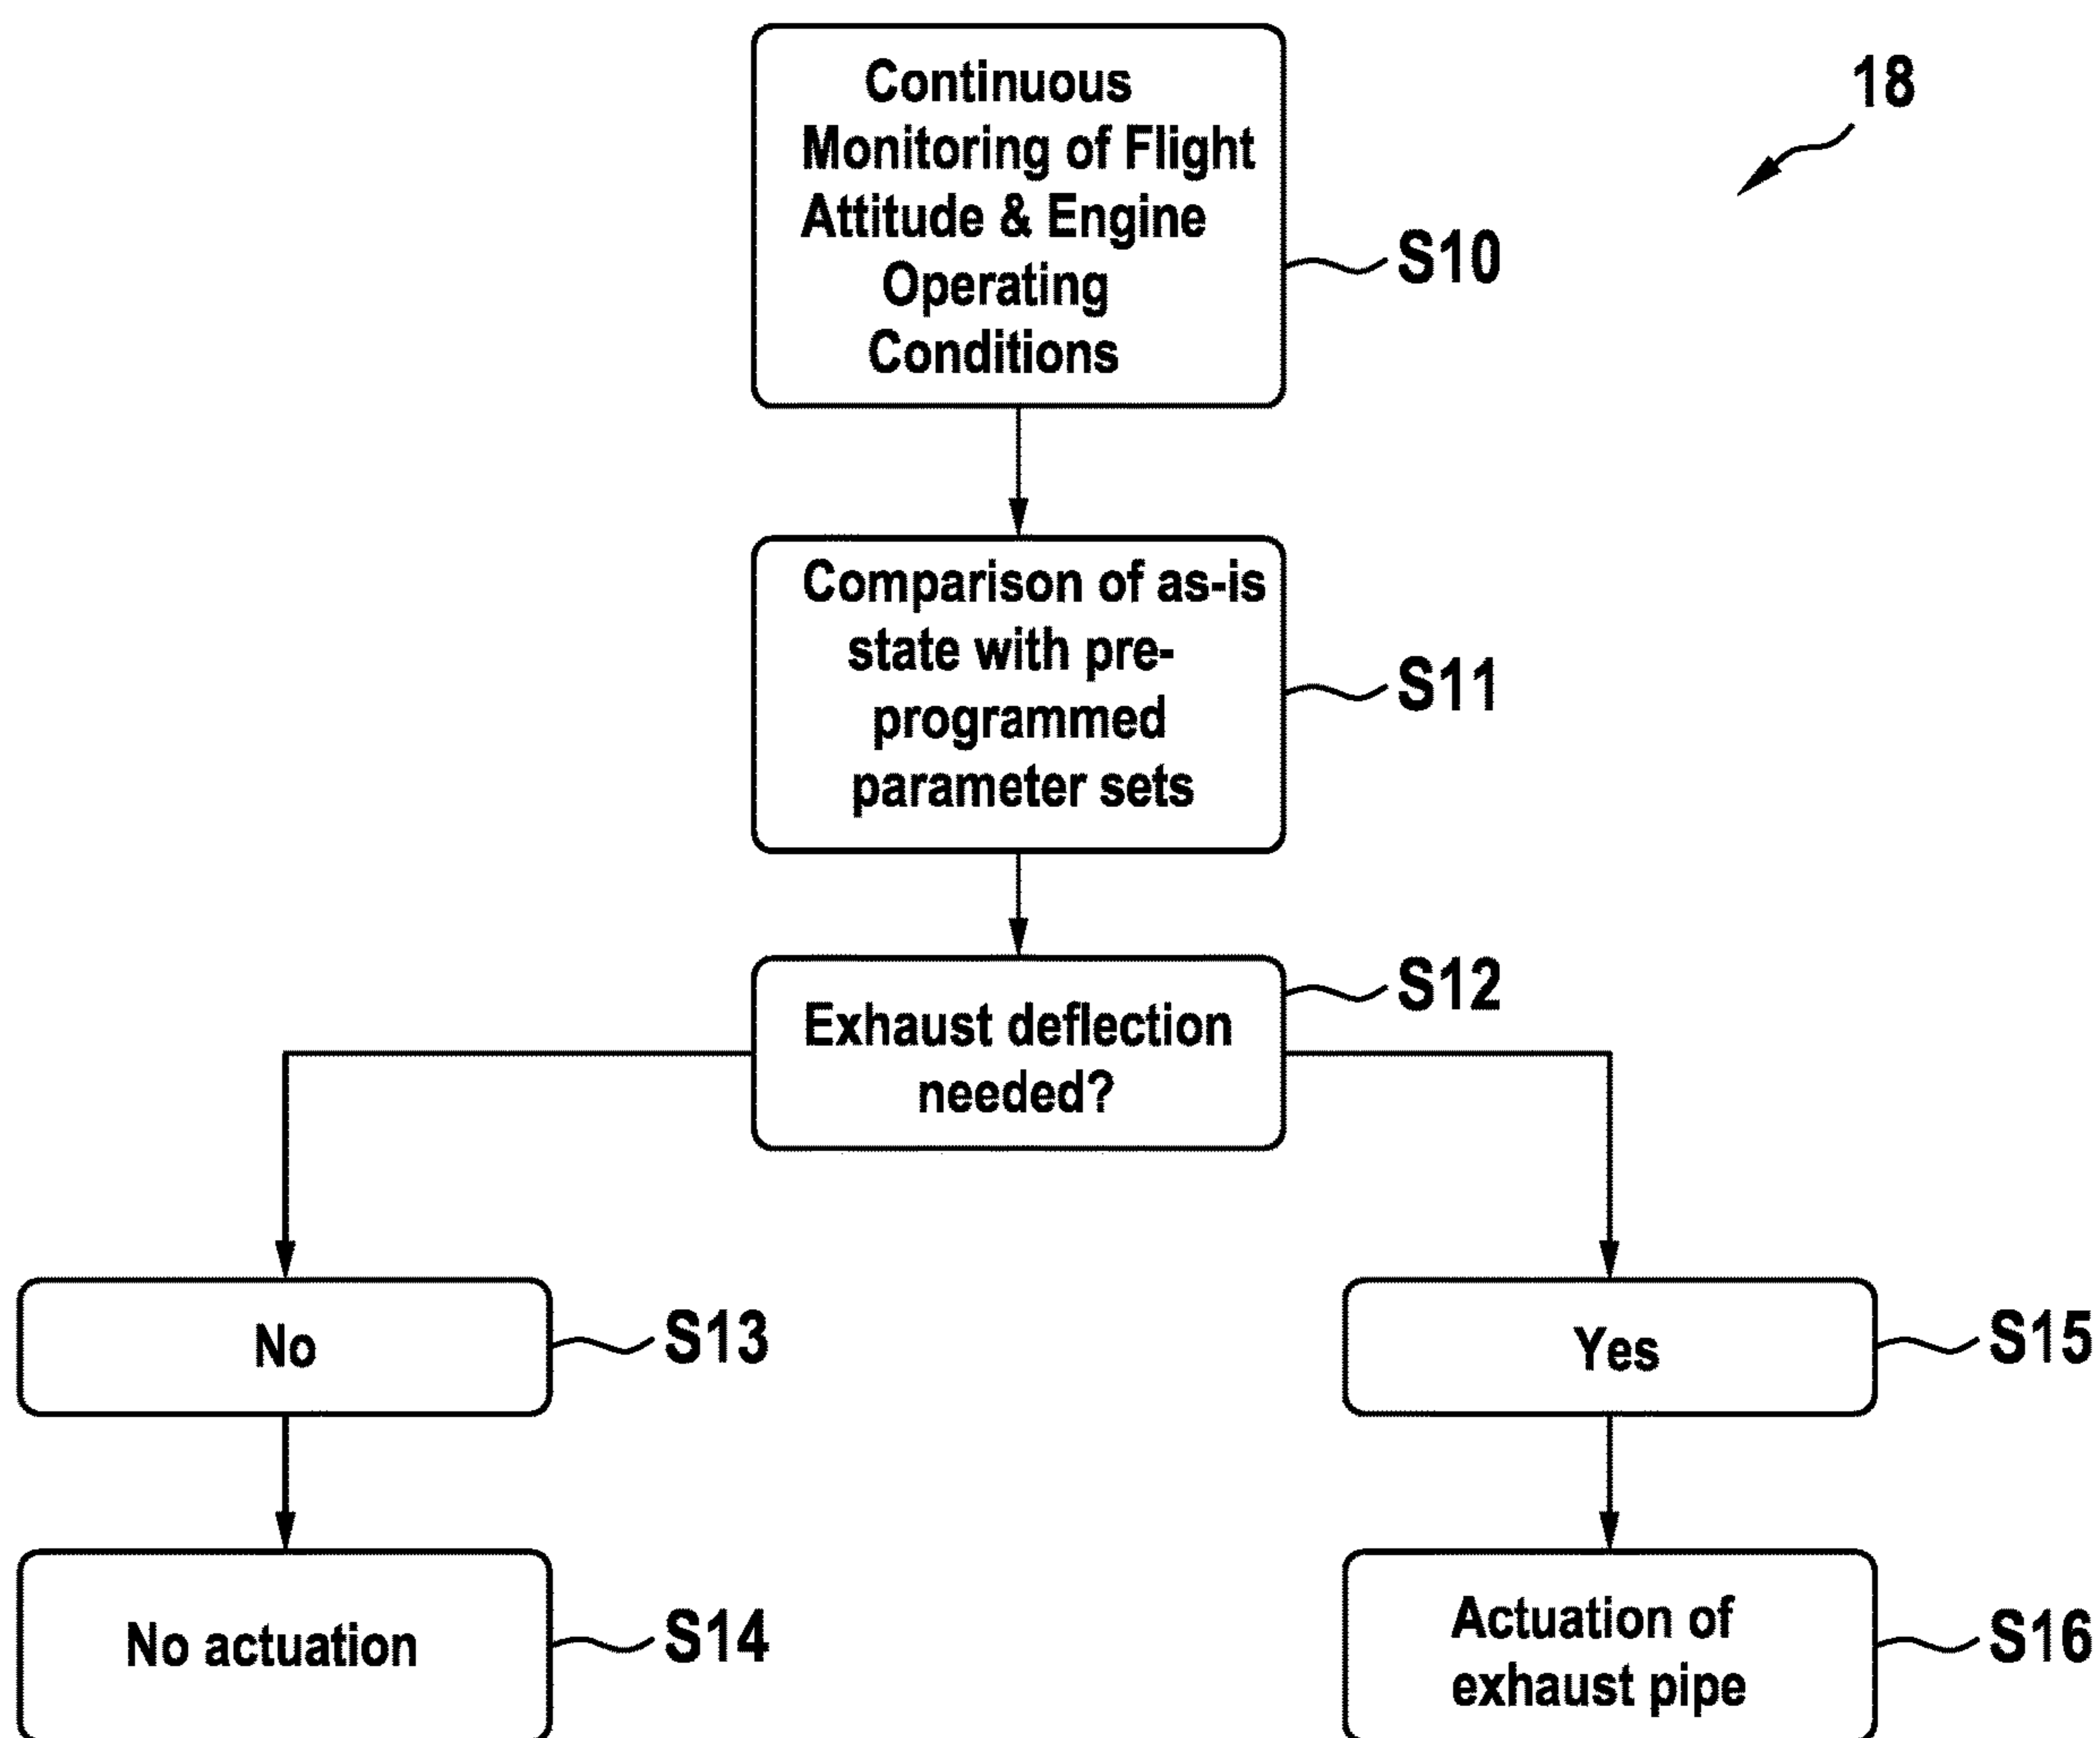 Continuous
Monitoring of Flight
Attitude & Engine
Operating
Conditions
18
S10
Comparison of as-is
state with pre-
programmed
parameter sets
S11
Exhaust deflection
needed?
S12
No
S13
Yes
S15
No actuation
S14
Actuation of
exhaust pipe
S16